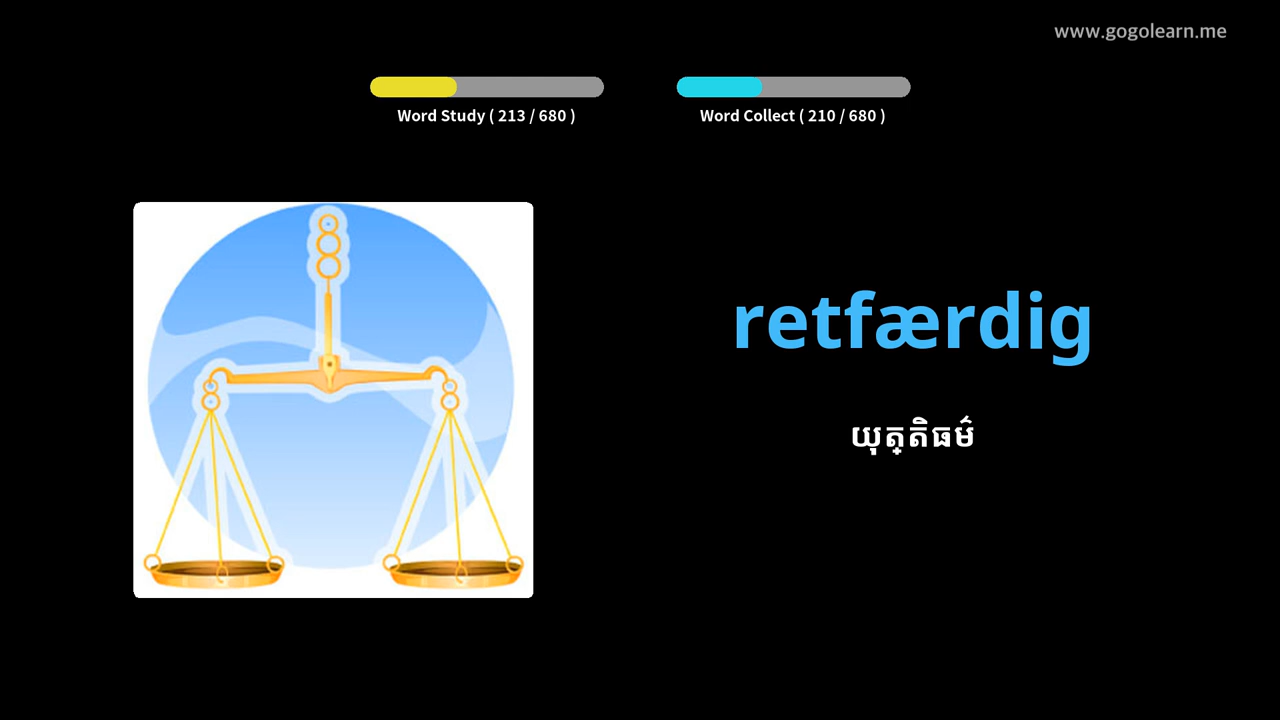 www.gogolearn.me
Word Study ( 213 / 680 )
Word Collect ( 210 / 680 )
retfærdig
យុត្តិធម៌